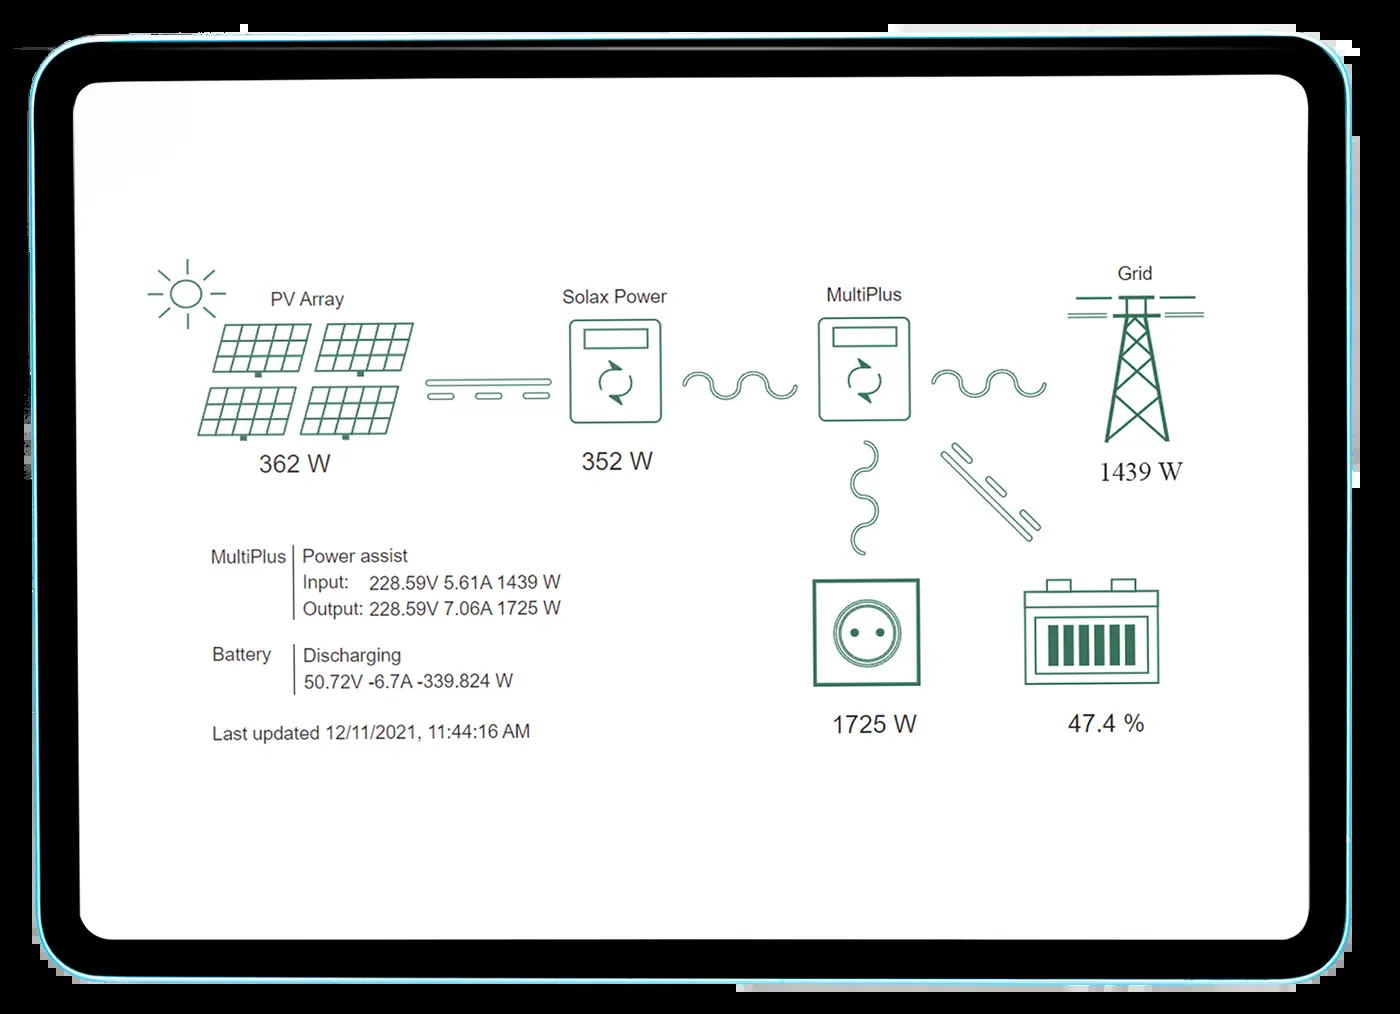 PV Array
Solax Power
MultiPlus
Grid
362 W
352 W
1439 W
MultiPlus Power assist
Input: 228.59V 5.61A 1439 W
Output: 228.59V 7.06A 1725 W
Battery Discharging
50.72V -6.7A -339.824 W
Last updated 12/11/2021, 11:44:16 AM
1725 W
47.4 %